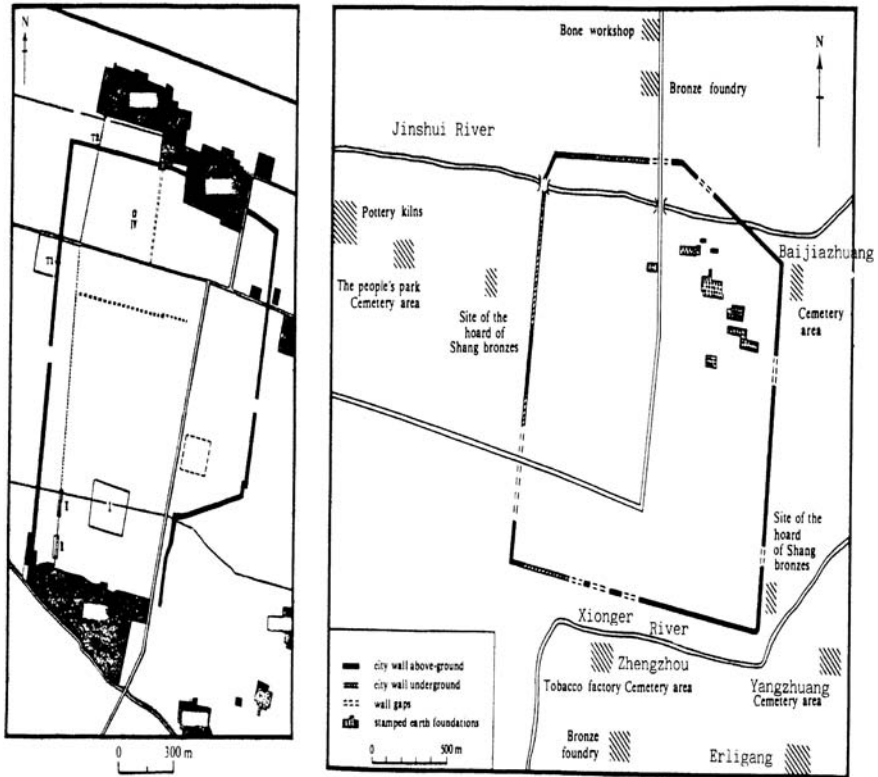 N
T2
IV
T1
I
0 300 m
N
Bone workshop
Bronze foundry
Jinshui River
Pottery kilns
The people's park
Cemetery area
Site of the
hoard of
Shang bronzes
Baijiazhuang
Cemetery
area
Site of the
hoard
of Shang
bronzes
Xionger
River
Zhengzhou
Tobacco factory Cemetery area
Yangzhuang
Cemetery area
Bronze
foundry
Erligang
city wall above-ground
city wall underground
wall gaps
stamped earth foundations
0 500 m